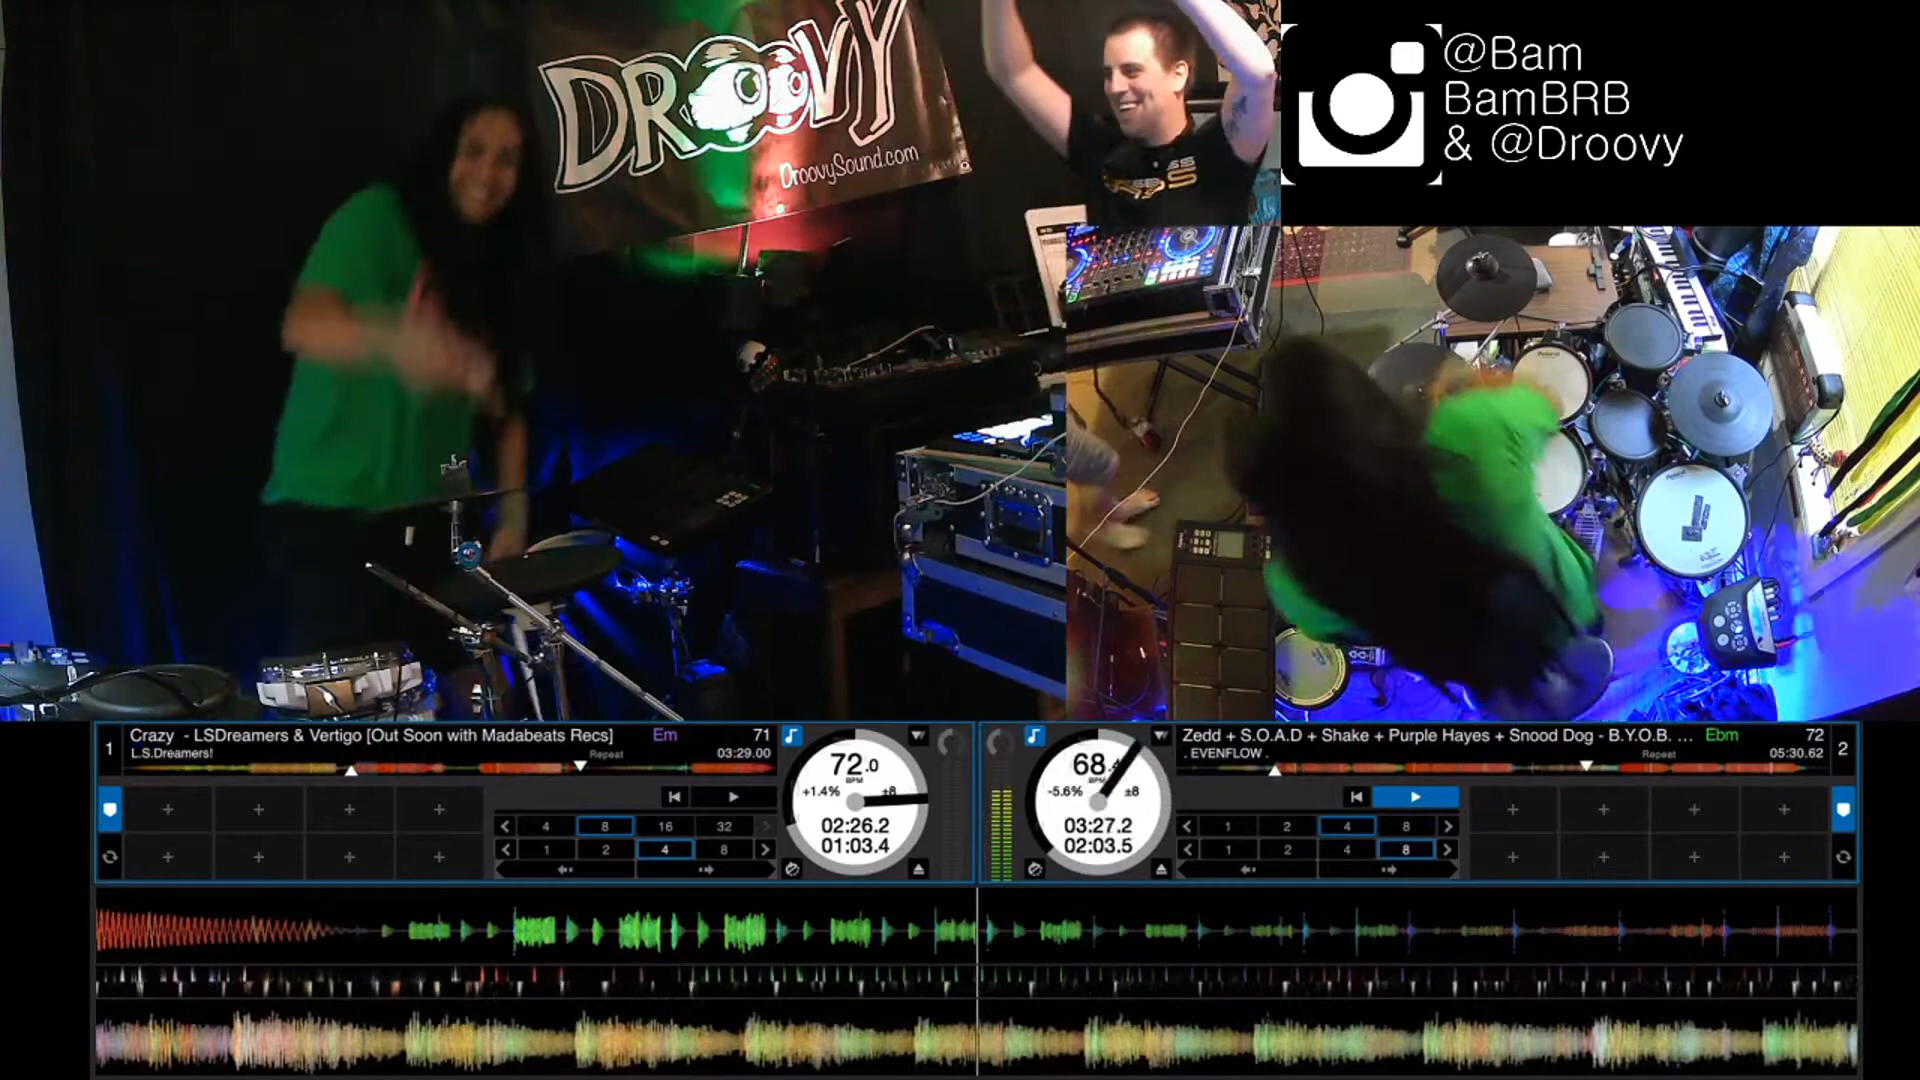 DROOVY
DroovySound.com
@Bam
BamBRB
& @Droovy
Roland
1
Crazy - LSDreamers & Vertigo [Out Soon with Madabeats Recs]
Em
71
L.S.Dreamers!
Repeat
03:29.00
72.0
BPM
+1.4%
±8
02:26.2
01:03.4
4 8 16 32
1 2 4 8
68.4
BPM
-5.6%
±8
03:27.2
02:03.5
Zedd + S.O.A.D + Shake + Purple Hayes + Snood Dog - B.Y.O.B. ...
Ebm
72
2
. EVENFLOW .
Repeat
05:30.62
1 2 4 8
1 2 4 8